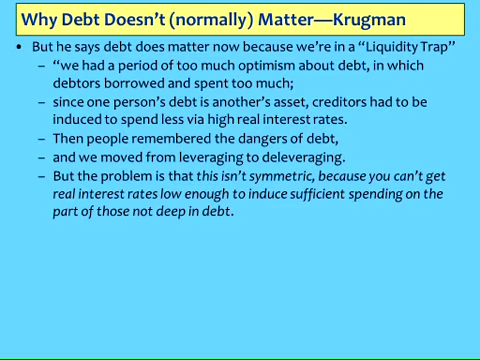 Why Debt Doesn't (normally) Matter—Krugman
• But he says debt does matter now because we're in a "Liquidity Trap"
– "we had a period of too much optimism about debt, in which
debtors borrowed and spent too much;
– since one person's debt is another's asset, creditors had to be
induced to spend less via high real interest rates.
– Then people remembered the dangers of debt,
– and we moved from leveraging to deleveraging.
– But the problem is that this isn't symmetric, because you can't get
real interest rates low enough to induce sufficient spending on the
part of those not deep in debt.